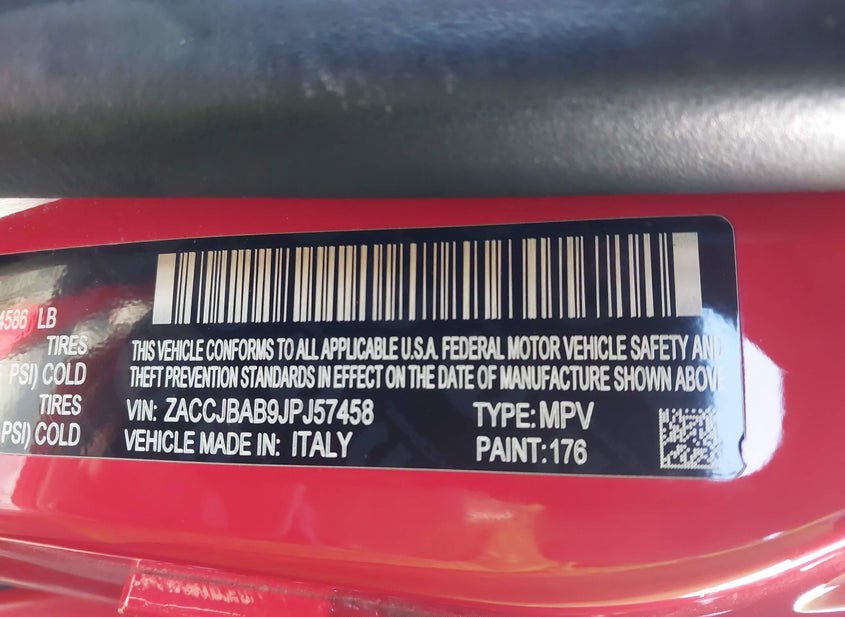 4586 LB
TIRES
PSI) COLD
TIRES
PSI) COLD
THIS VEHICLE CONFORMS TO ALL APPLICABLE U.S.A. FEDERAL MOTOR VEHICLE SAFETY AND
THEFT PREVENTION STANDARDS IN EFFECT ON THE DATE OF MANUFACTURE SHOWN ABOVE
VIN: ZACCJBAB9JPJ57458 TYPE: MPV
VEHICLE MADE IN: ITALY PAINT: 176